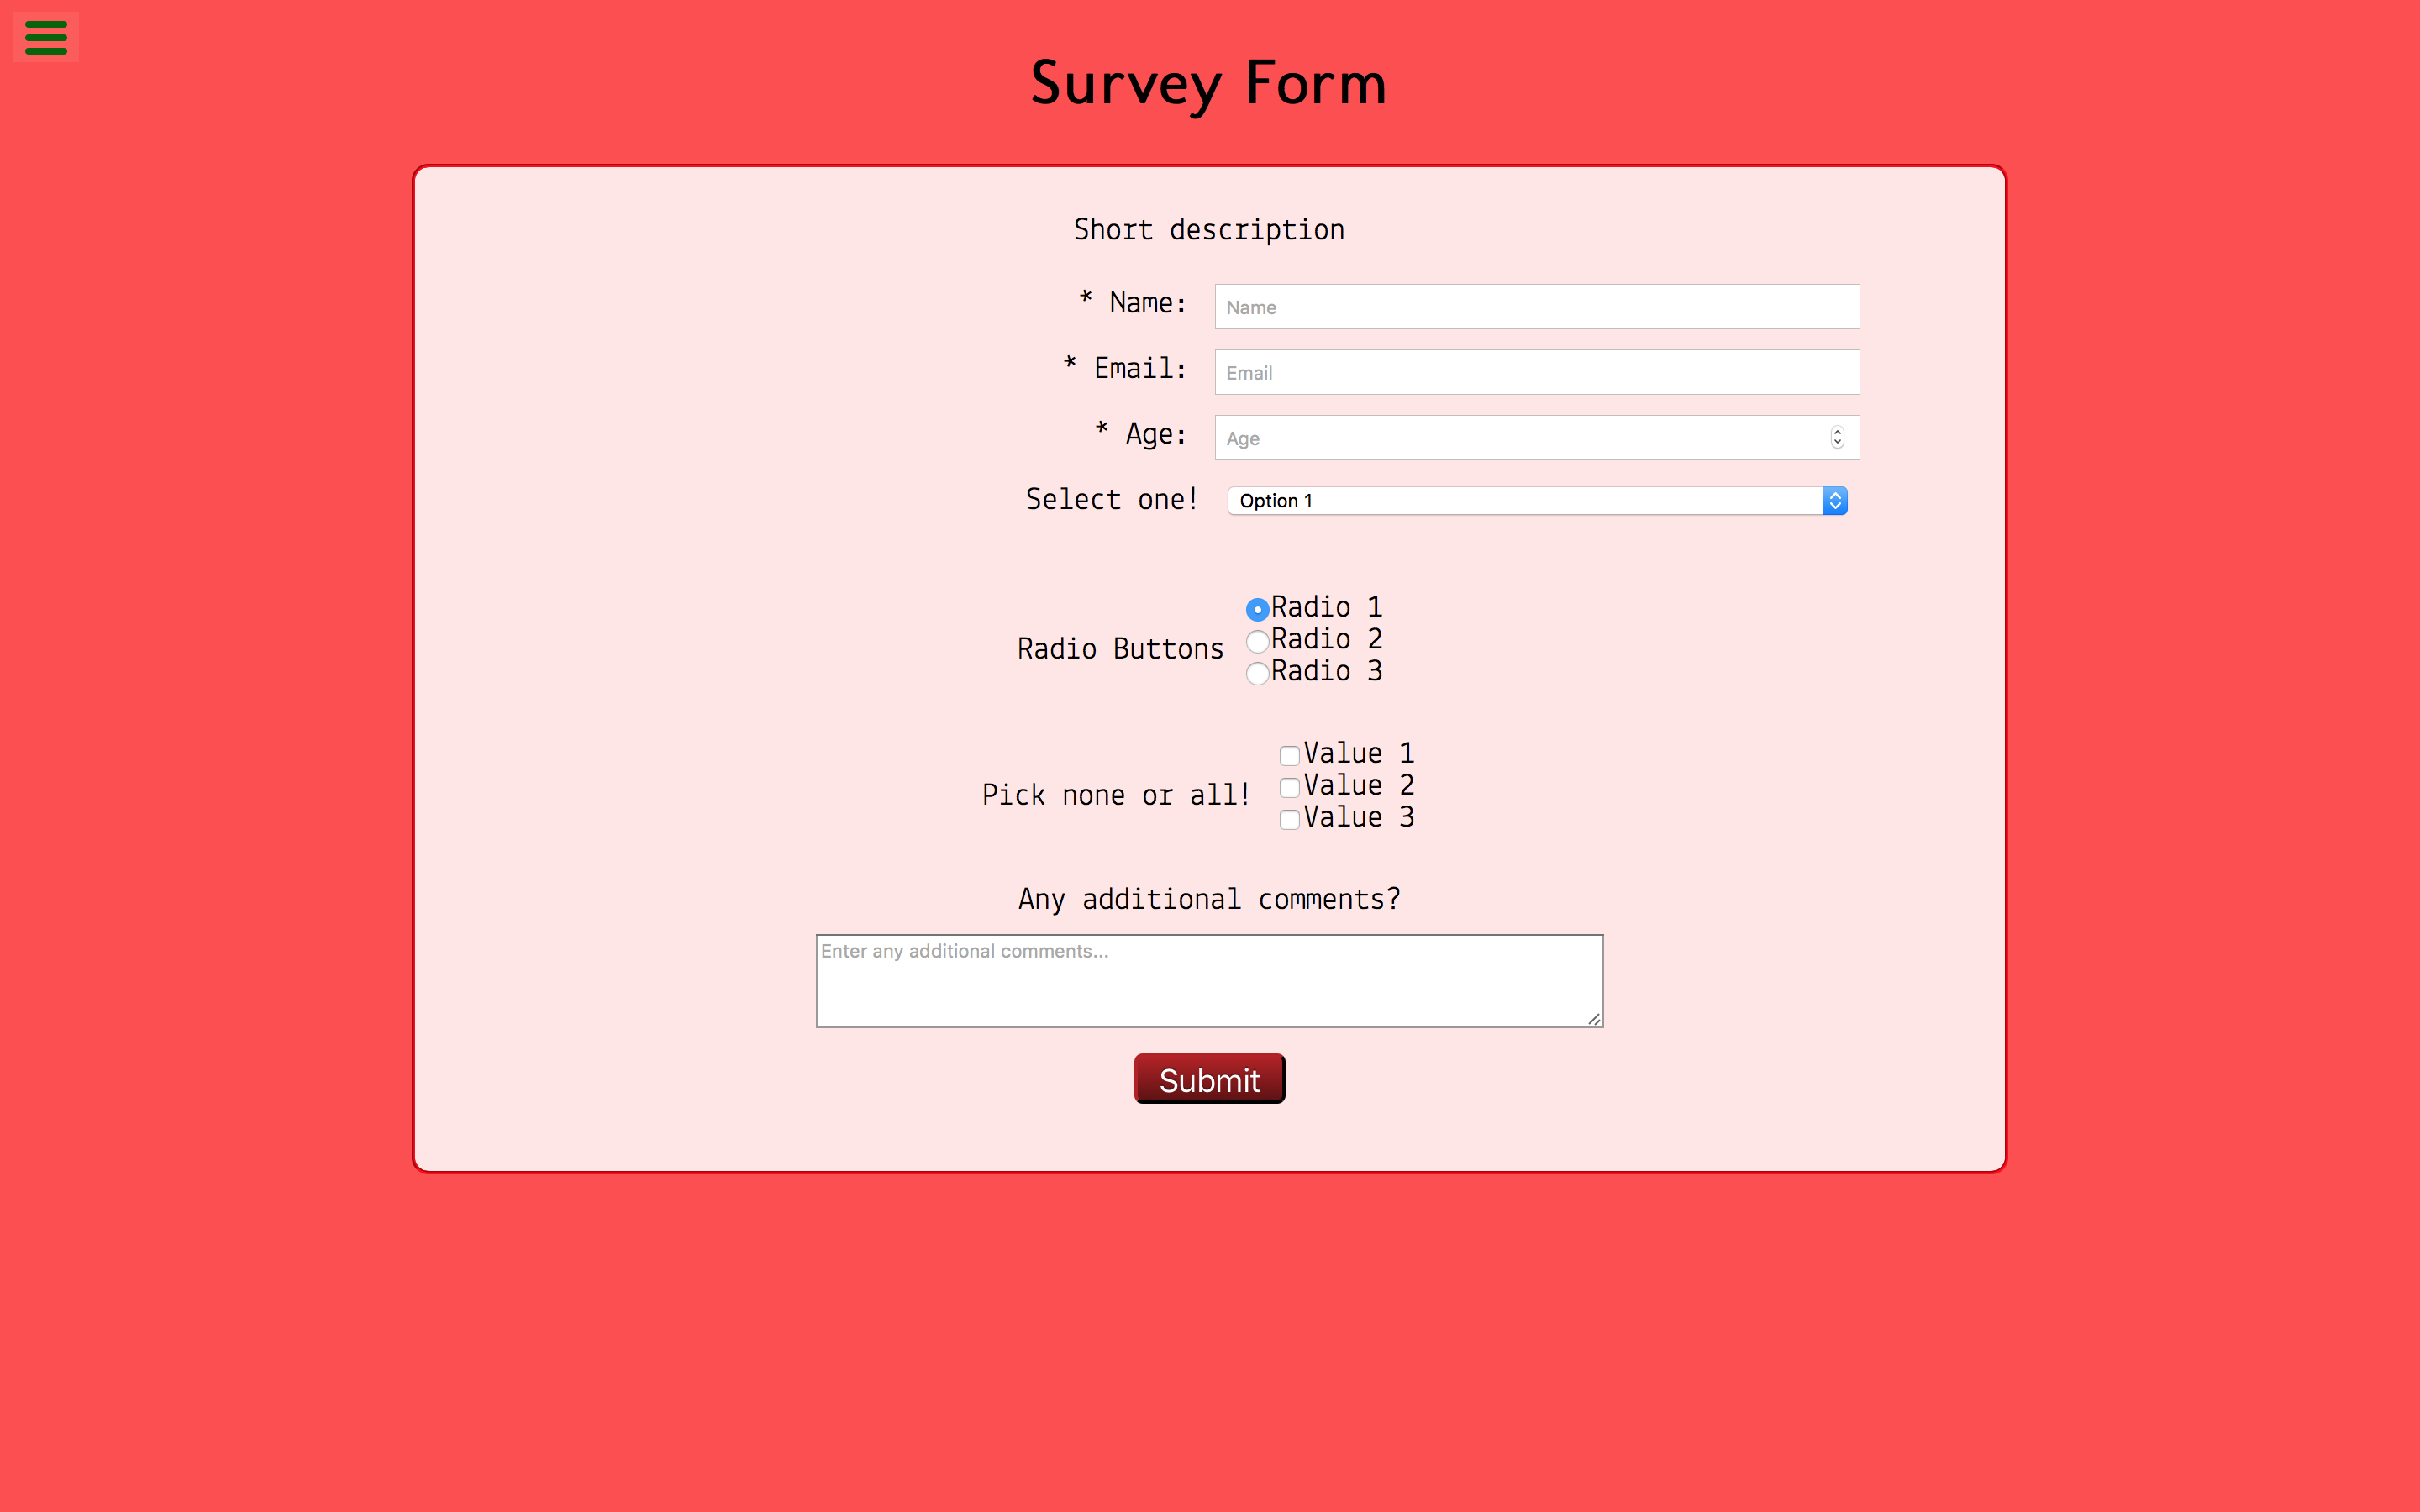 Survey Form
Short description
* Name: Name
* Email: Email
* Age: Age
Select one! Option 1
Radio 1
Radio Buttons
Radio 2
Radio 3
Value 1
Pick none or all!
Value 2
Value 3
Any additional comments?
Enter any additional comments...
Submit